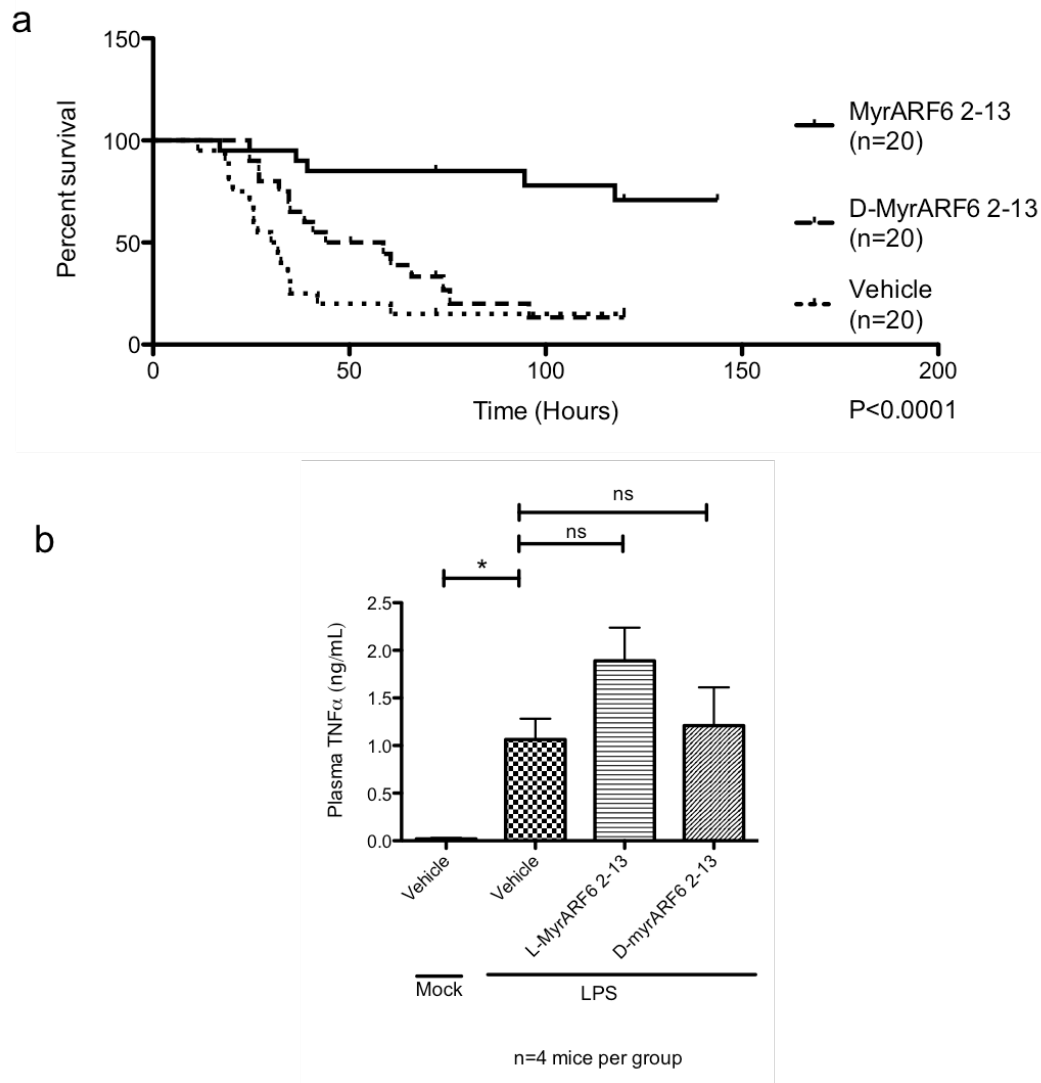 a
150
100
50
0
Percent survival
0
50
100
150
200
Time (Hours)
MyrARF6 2-13
(n=20)
D-MyrARF6 2-13
(n=20)
Vehicle
(n=20)
P<0.0001
b
ns
ns
*
2.5
2.0
1.5
1.0
0.5
0.0
Plasma TNFα (ng/mL)
Vehicle
Vehicle
L-MyrARF6 2-13
D-myrARF6 2-13
Mock
LPS
n=4 mice per group